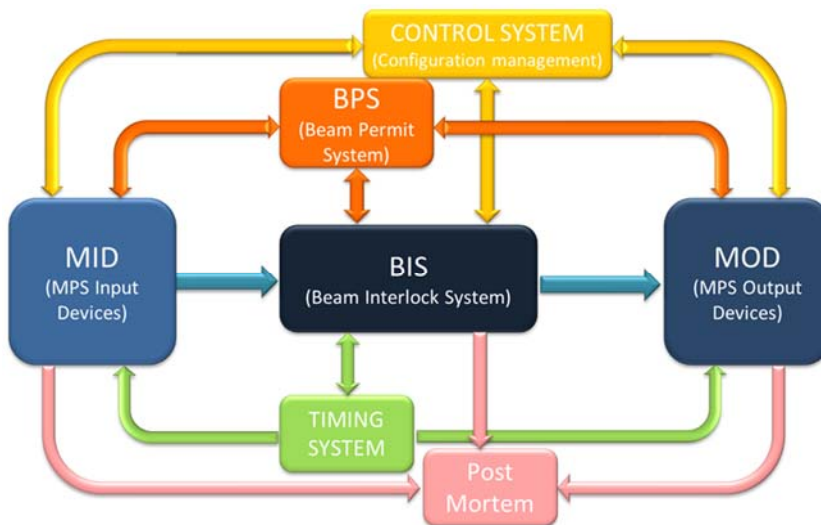 CONTROL SYSTEM
(Configuration management)
BPS
(Beam Permit
System)
MID
(MPS Input
Devices)
BIS
(Beam Interlock System)
MOD
(MPS Output
Devices)
TIMING
SYSTEM
Post
Mortem